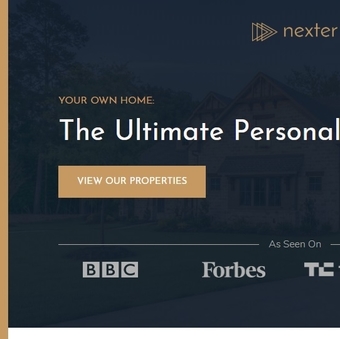 nexter
YOUR OWN HOME:
The Ultimate Personal
VIEW OUR PROPERTIES
As Seen On
BBC
Forbes
TC